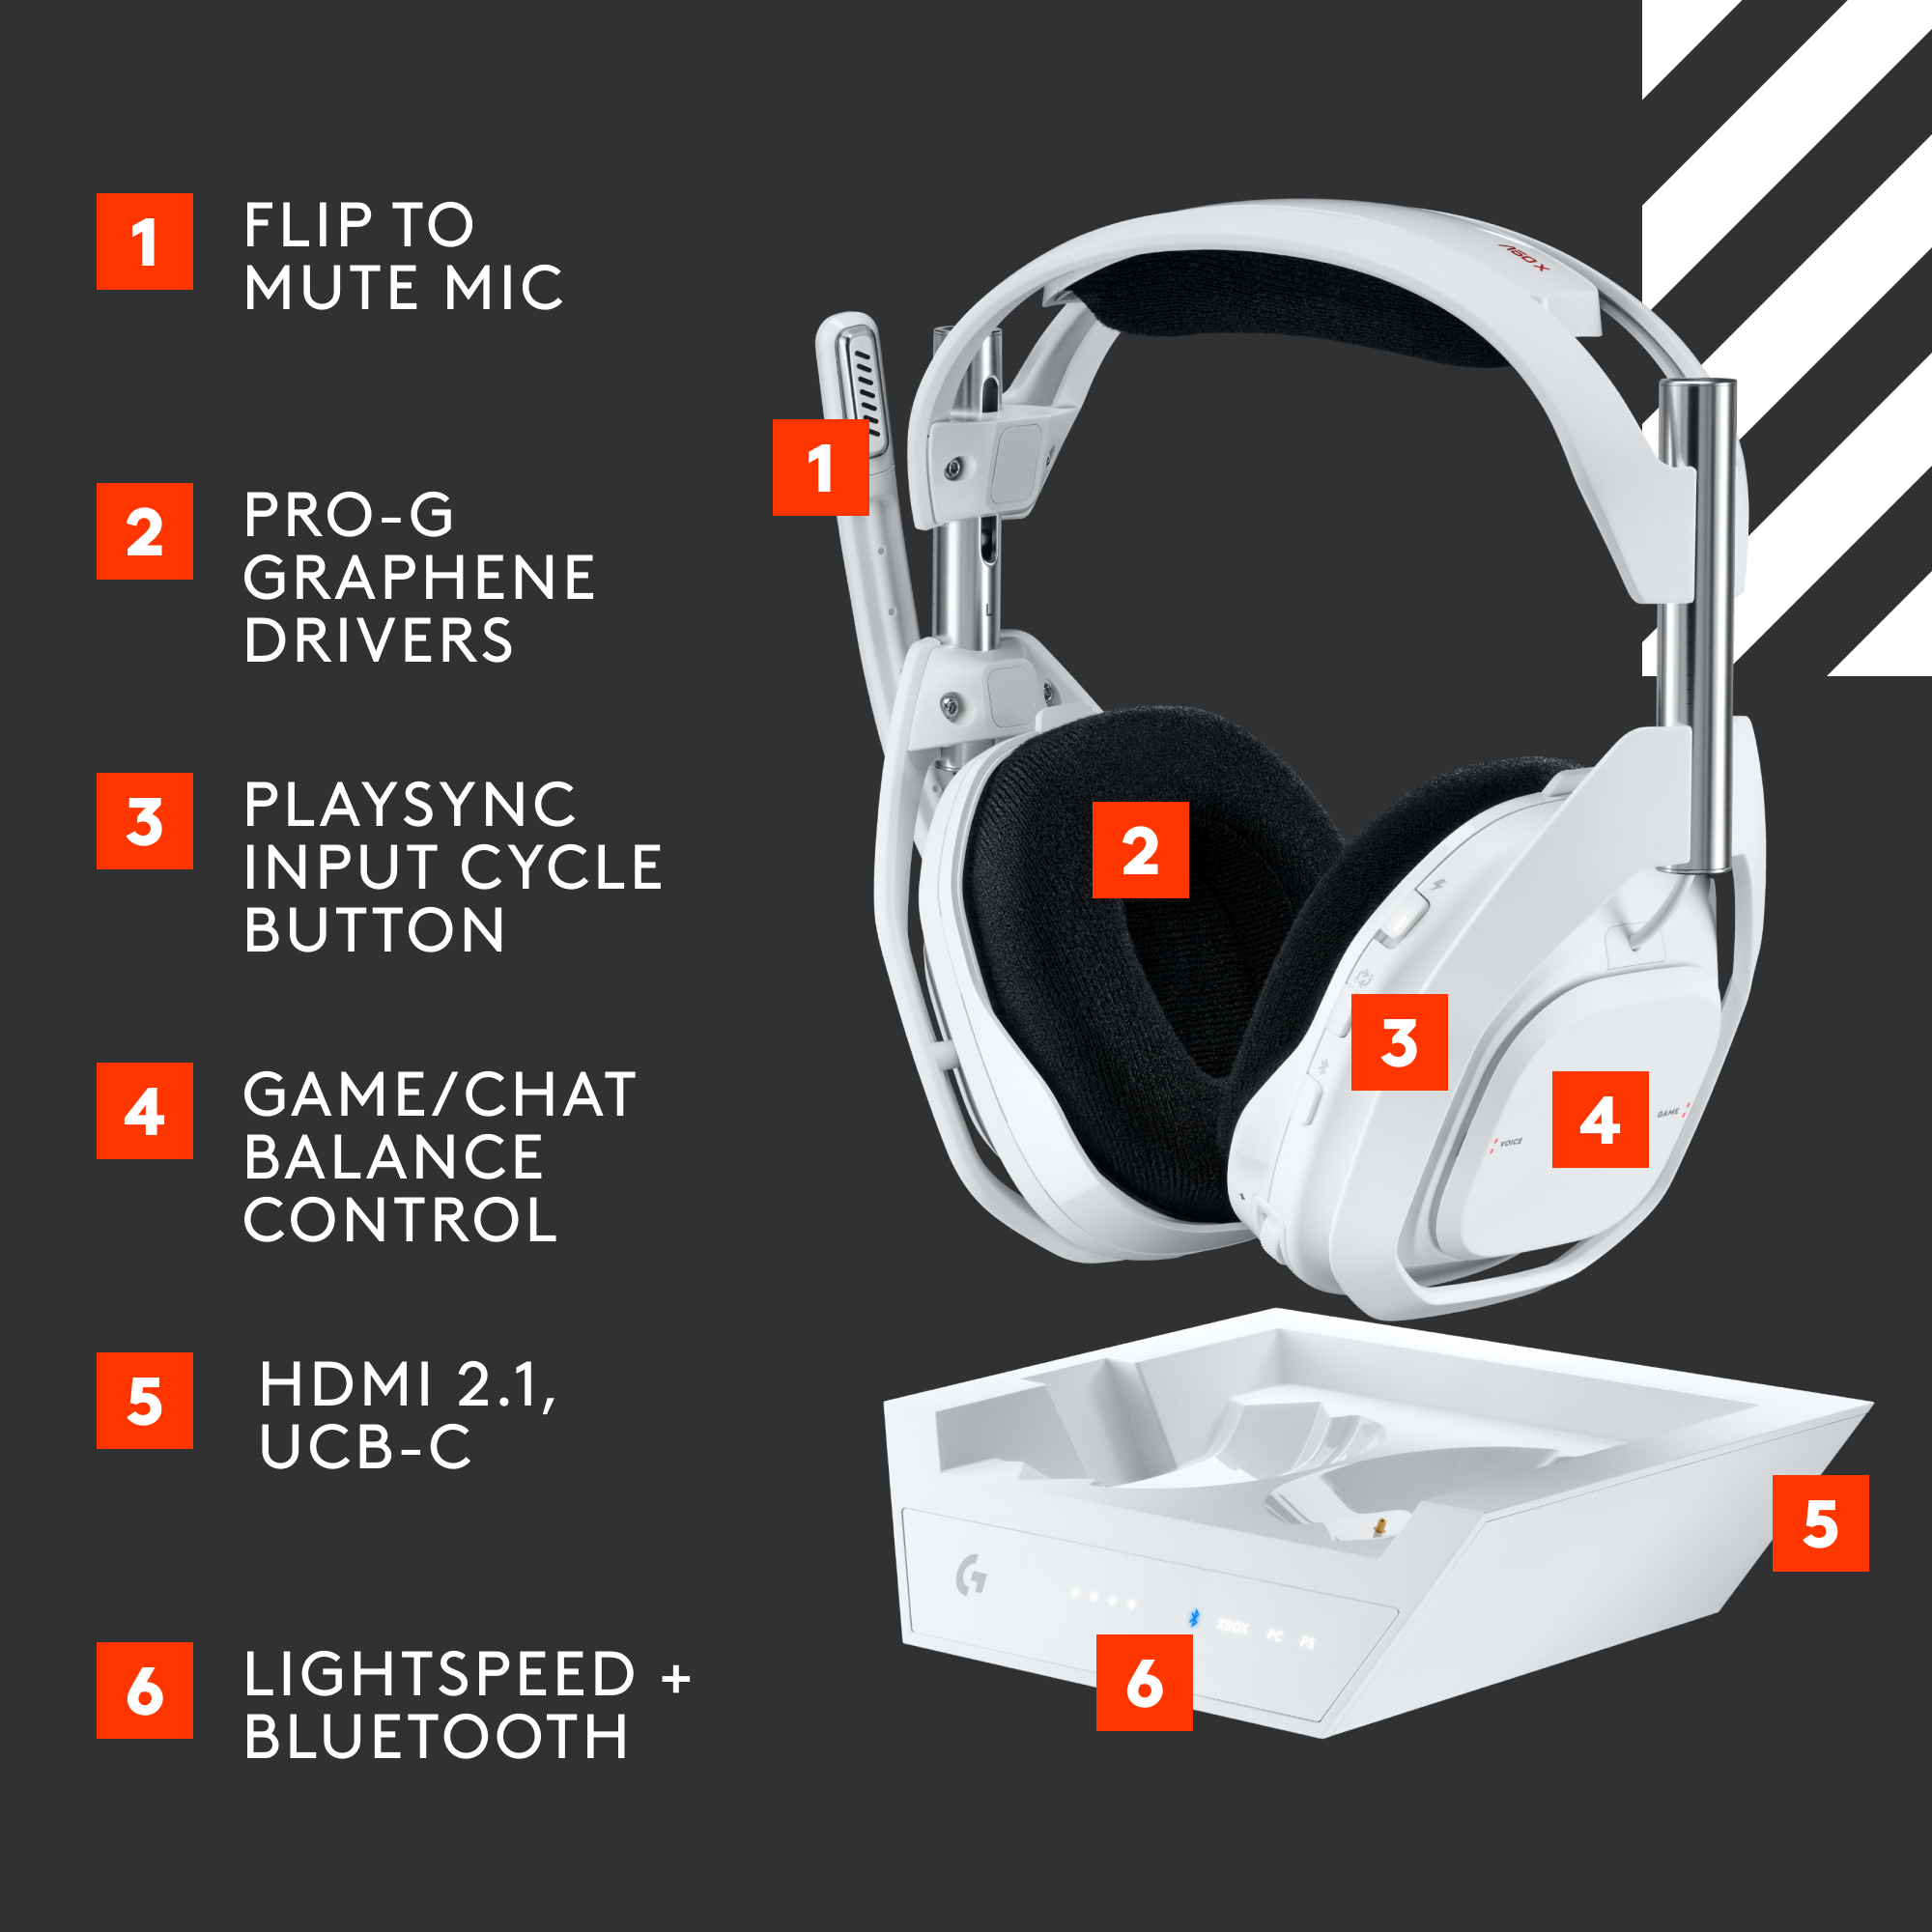 1
FLIP TO
MUTE MIC
2
PRO-G
GRAPHENE
DRIVERS
3
PLAYSYNC
INPUT CYCLE
BUTTON
4
GAME/CHAT
BALANCE
CONTROL
5
HDMI 2.1,
UCB-C
6
LIGHTSPEED +
BLUETOOTH
A50 X
1
L
2
3
4
GAME
VOICE
5
G
XBOX PC PS
6